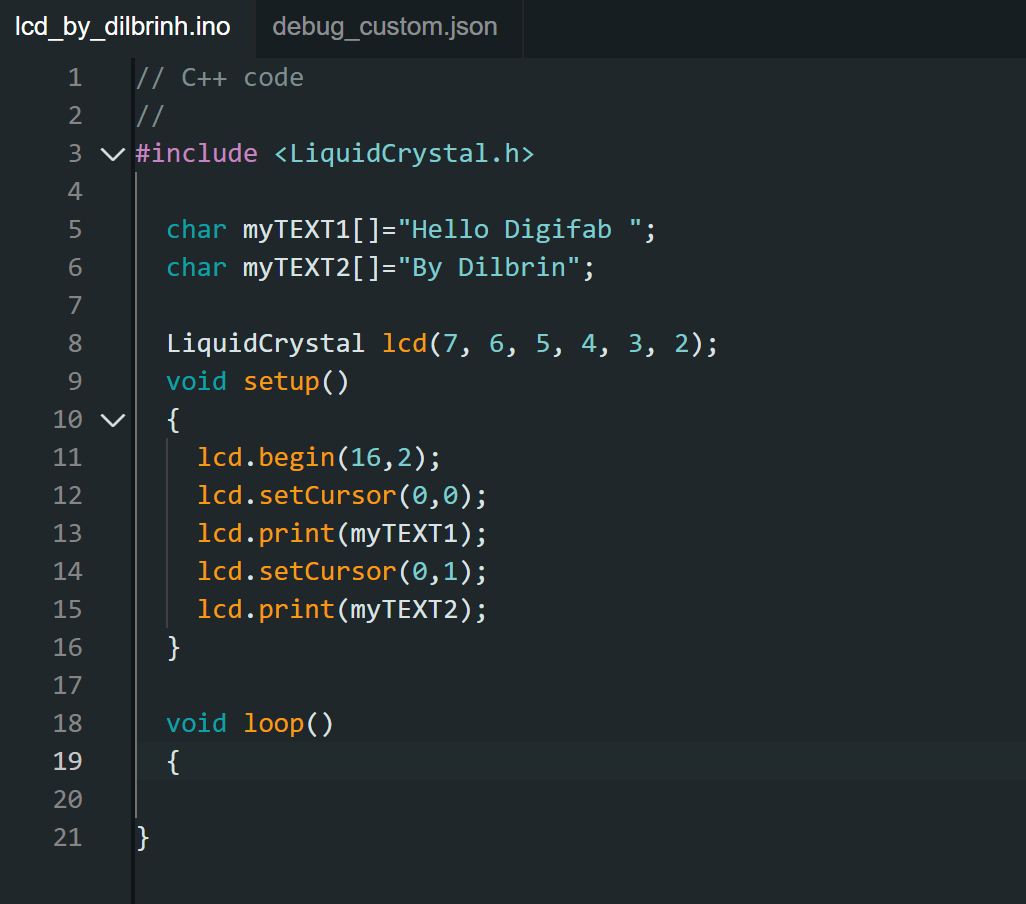 lcd_by_dilbrinh.ino debug_custom.json
1 // C++ code
2 //
3 #include <LiquidCrystal.h>
4
5 char myTEXT1[]="Hello Digifab ";
6 char myTEXT2[]="By Dilbrin";
7
8 LiquidCrystal lcd(7, 6, 5, 4, 3, 2);
9 void setup()
10 {
11 lcd.begin(16,2);
12 lcd.setCursor(0,0);
13 lcd.print(myTEXT1);
14 lcd.setCursor(0,1);
15 lcd.print(myTEXT2);
16 }
17
18 void loop()
19 {
20
21 }